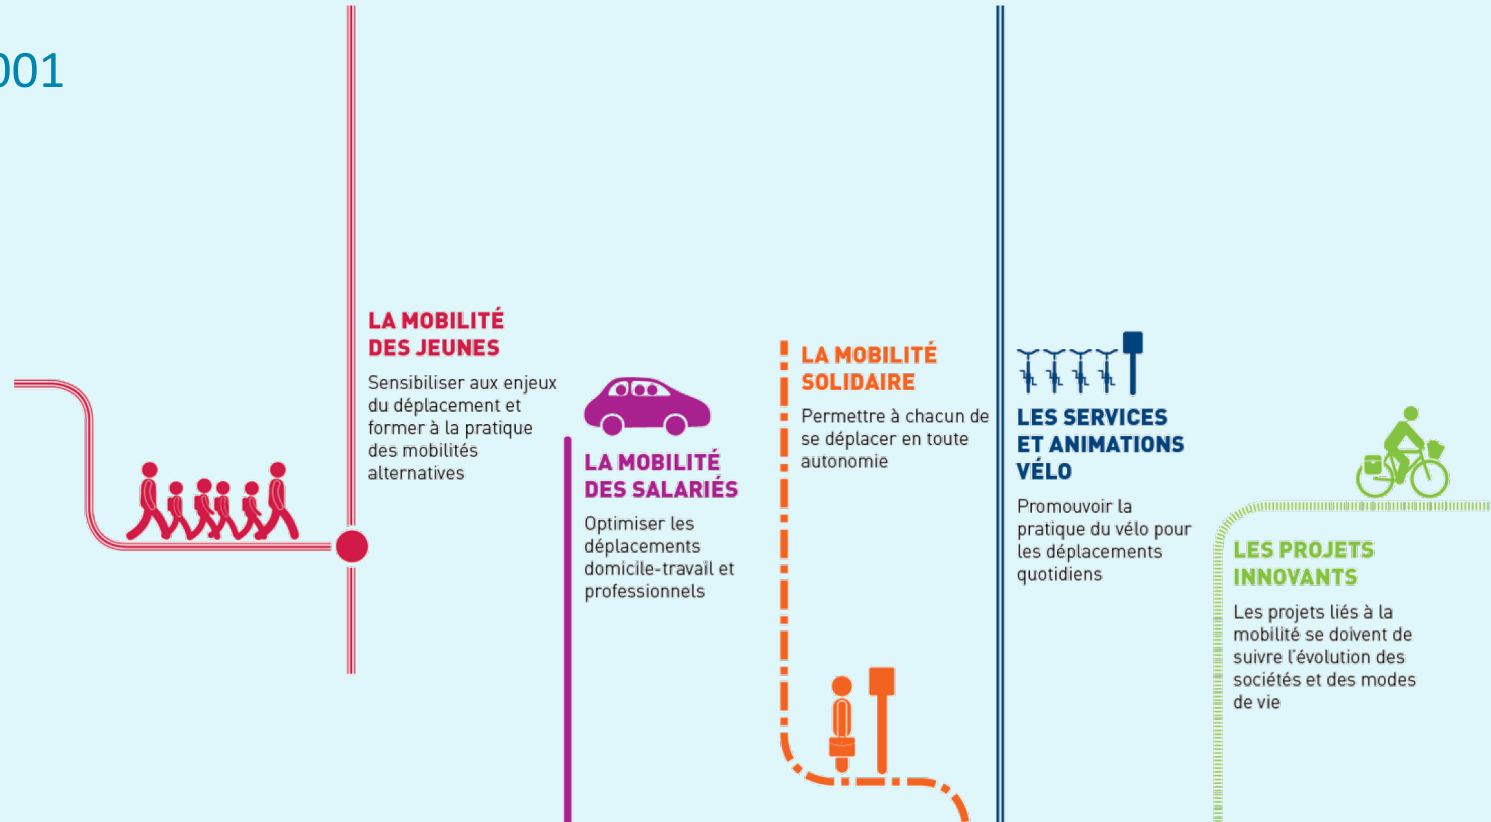 001
LA MOBILITÉ
DES JEUNES
Sensibiliser aux enjeux
du déplacement et
former à la pratique
des mobilités
alternatives
LA MOBILITÉ
DES SALARIÉS
Optimiser les
déplacements
domicile-travail et
professionnels
LA MOBILITÉ
SOLIDAIRE
Permettre à chacun de
se déplacer en toute
autonomie
LES SERVICES
ET ANIMATIONS
VÉLO
Promouvoir la
pratique du vélo pour
les déplacements
quotidiens
LES PROJETS
INNOVANTS
Les projets liés à la
mobilité se doivent de
suivre l'évolution des
sociétés et des modes
de vie